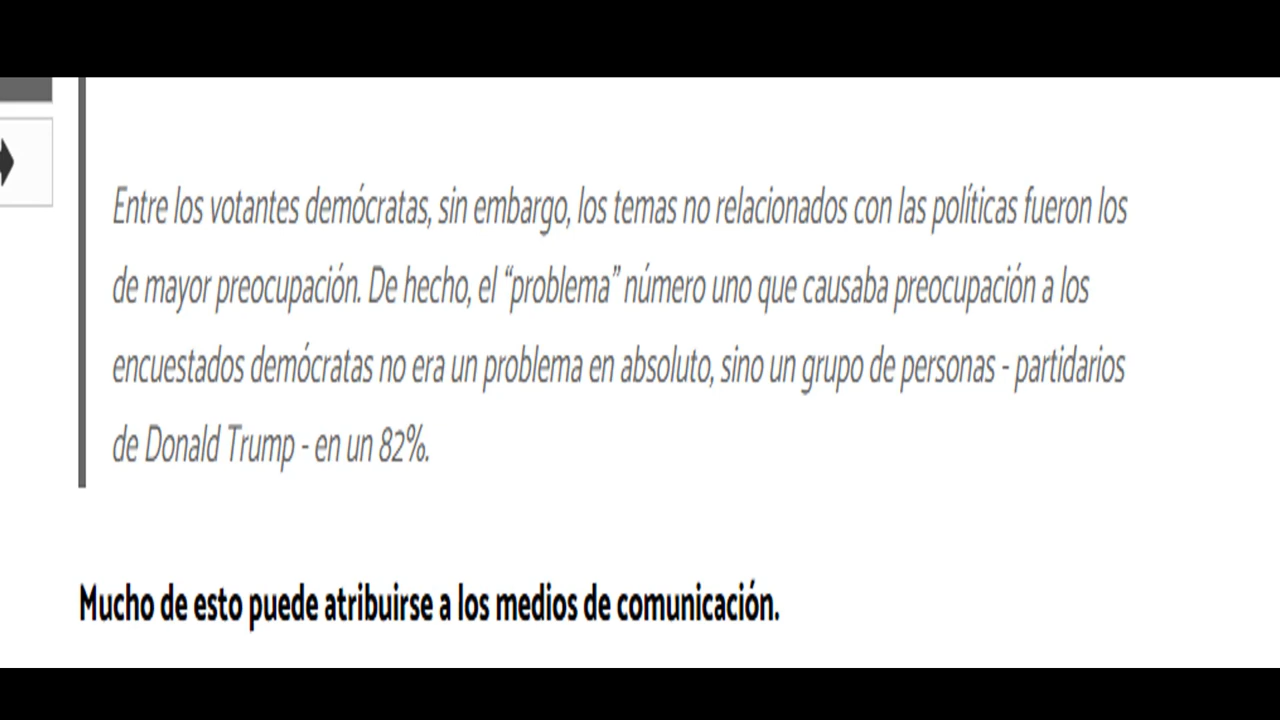 Entre los votantes demócratas, sin embargo, los temas no relacionados con las políticas fueron los
de mayor preocupación. De hecho, el “problema” número uno que causaba preocupación a los
encuestados demócratas no era un problema en absoluto, sino un grupo de personas - partidarios
de Donald Trump - en un 82%.
Mucho de esto puede atribuirse a los medios de comunicación.